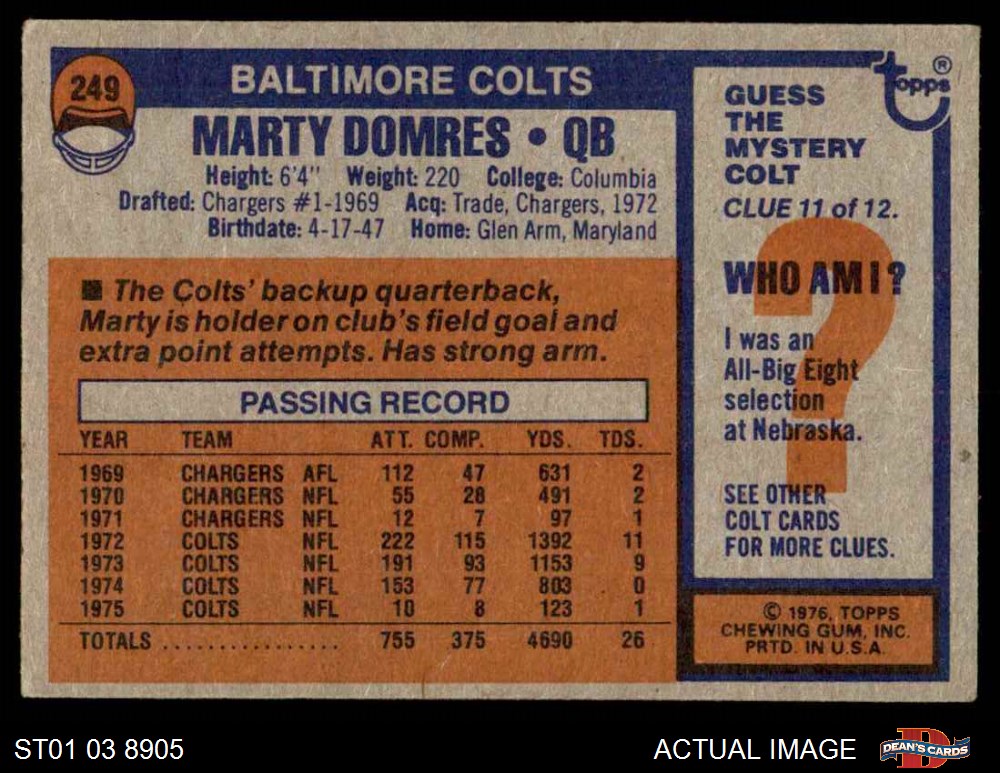 249
BALTIMORE COLTS
MARTY DOMRES • QB
Height: 6'4" Weight: 220 College: Columbia
Drafted: Chargers #1-1969 Acq: Trade, Chargers, 1972
Birthdate: 4-17-47 Home: Glen Arm, Maryland
■ The Colts' backup quarterback,
Marty is holder on club's field goal and
extra point attempts. Has strong arm.
PASSING RECORD
YEAR TEAM ATT. COMP. YDS. TDS.
1969 CHARGERS AFL 112 47 631 2
1970 CHARGERS NFL 55 28 491 2
1971 CHARGERS NFL 12 7 97 1
1972 COLTS NFL 222 115 1392 11
1973 COLTS NFL 191 93 1153 9
1974 COLTS NFL 153 77 803 0
1975 COLTS NFL 10 8 123 1
TOTALS ................ 755 375 4690 26
topps®
GUESS
THE
MYSTERY
COLT
CLUE 11 of 12.
?
WHO AM I?
I was an
All-Big Eight
selection
at Nebraska.
SEE OTHER
COLT CARDS
FOR MORE CLUES.
© 1976, TOPPS
CHEWING GUM, INC.
PRTD. IN U.S.A.
ST01 03 8905
ACTUAL IMAGE
D
DEAN'S CARDS